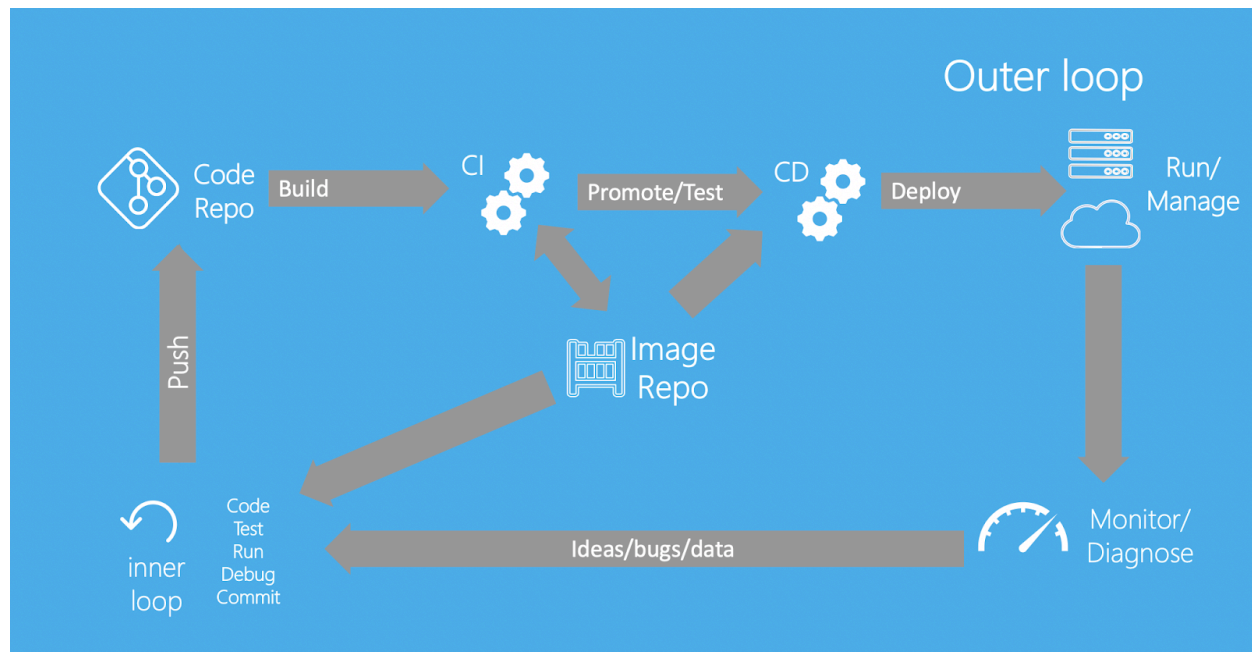 Outer loop
Code
Repo
Build
CI
Promote/Test
CD
Deploy
Run/
Manage
Image
Repo
Push
inner
loop
Code
Test
Run
Debug
Commit
Ideas/bugs/data
Monitor/
Diagnose